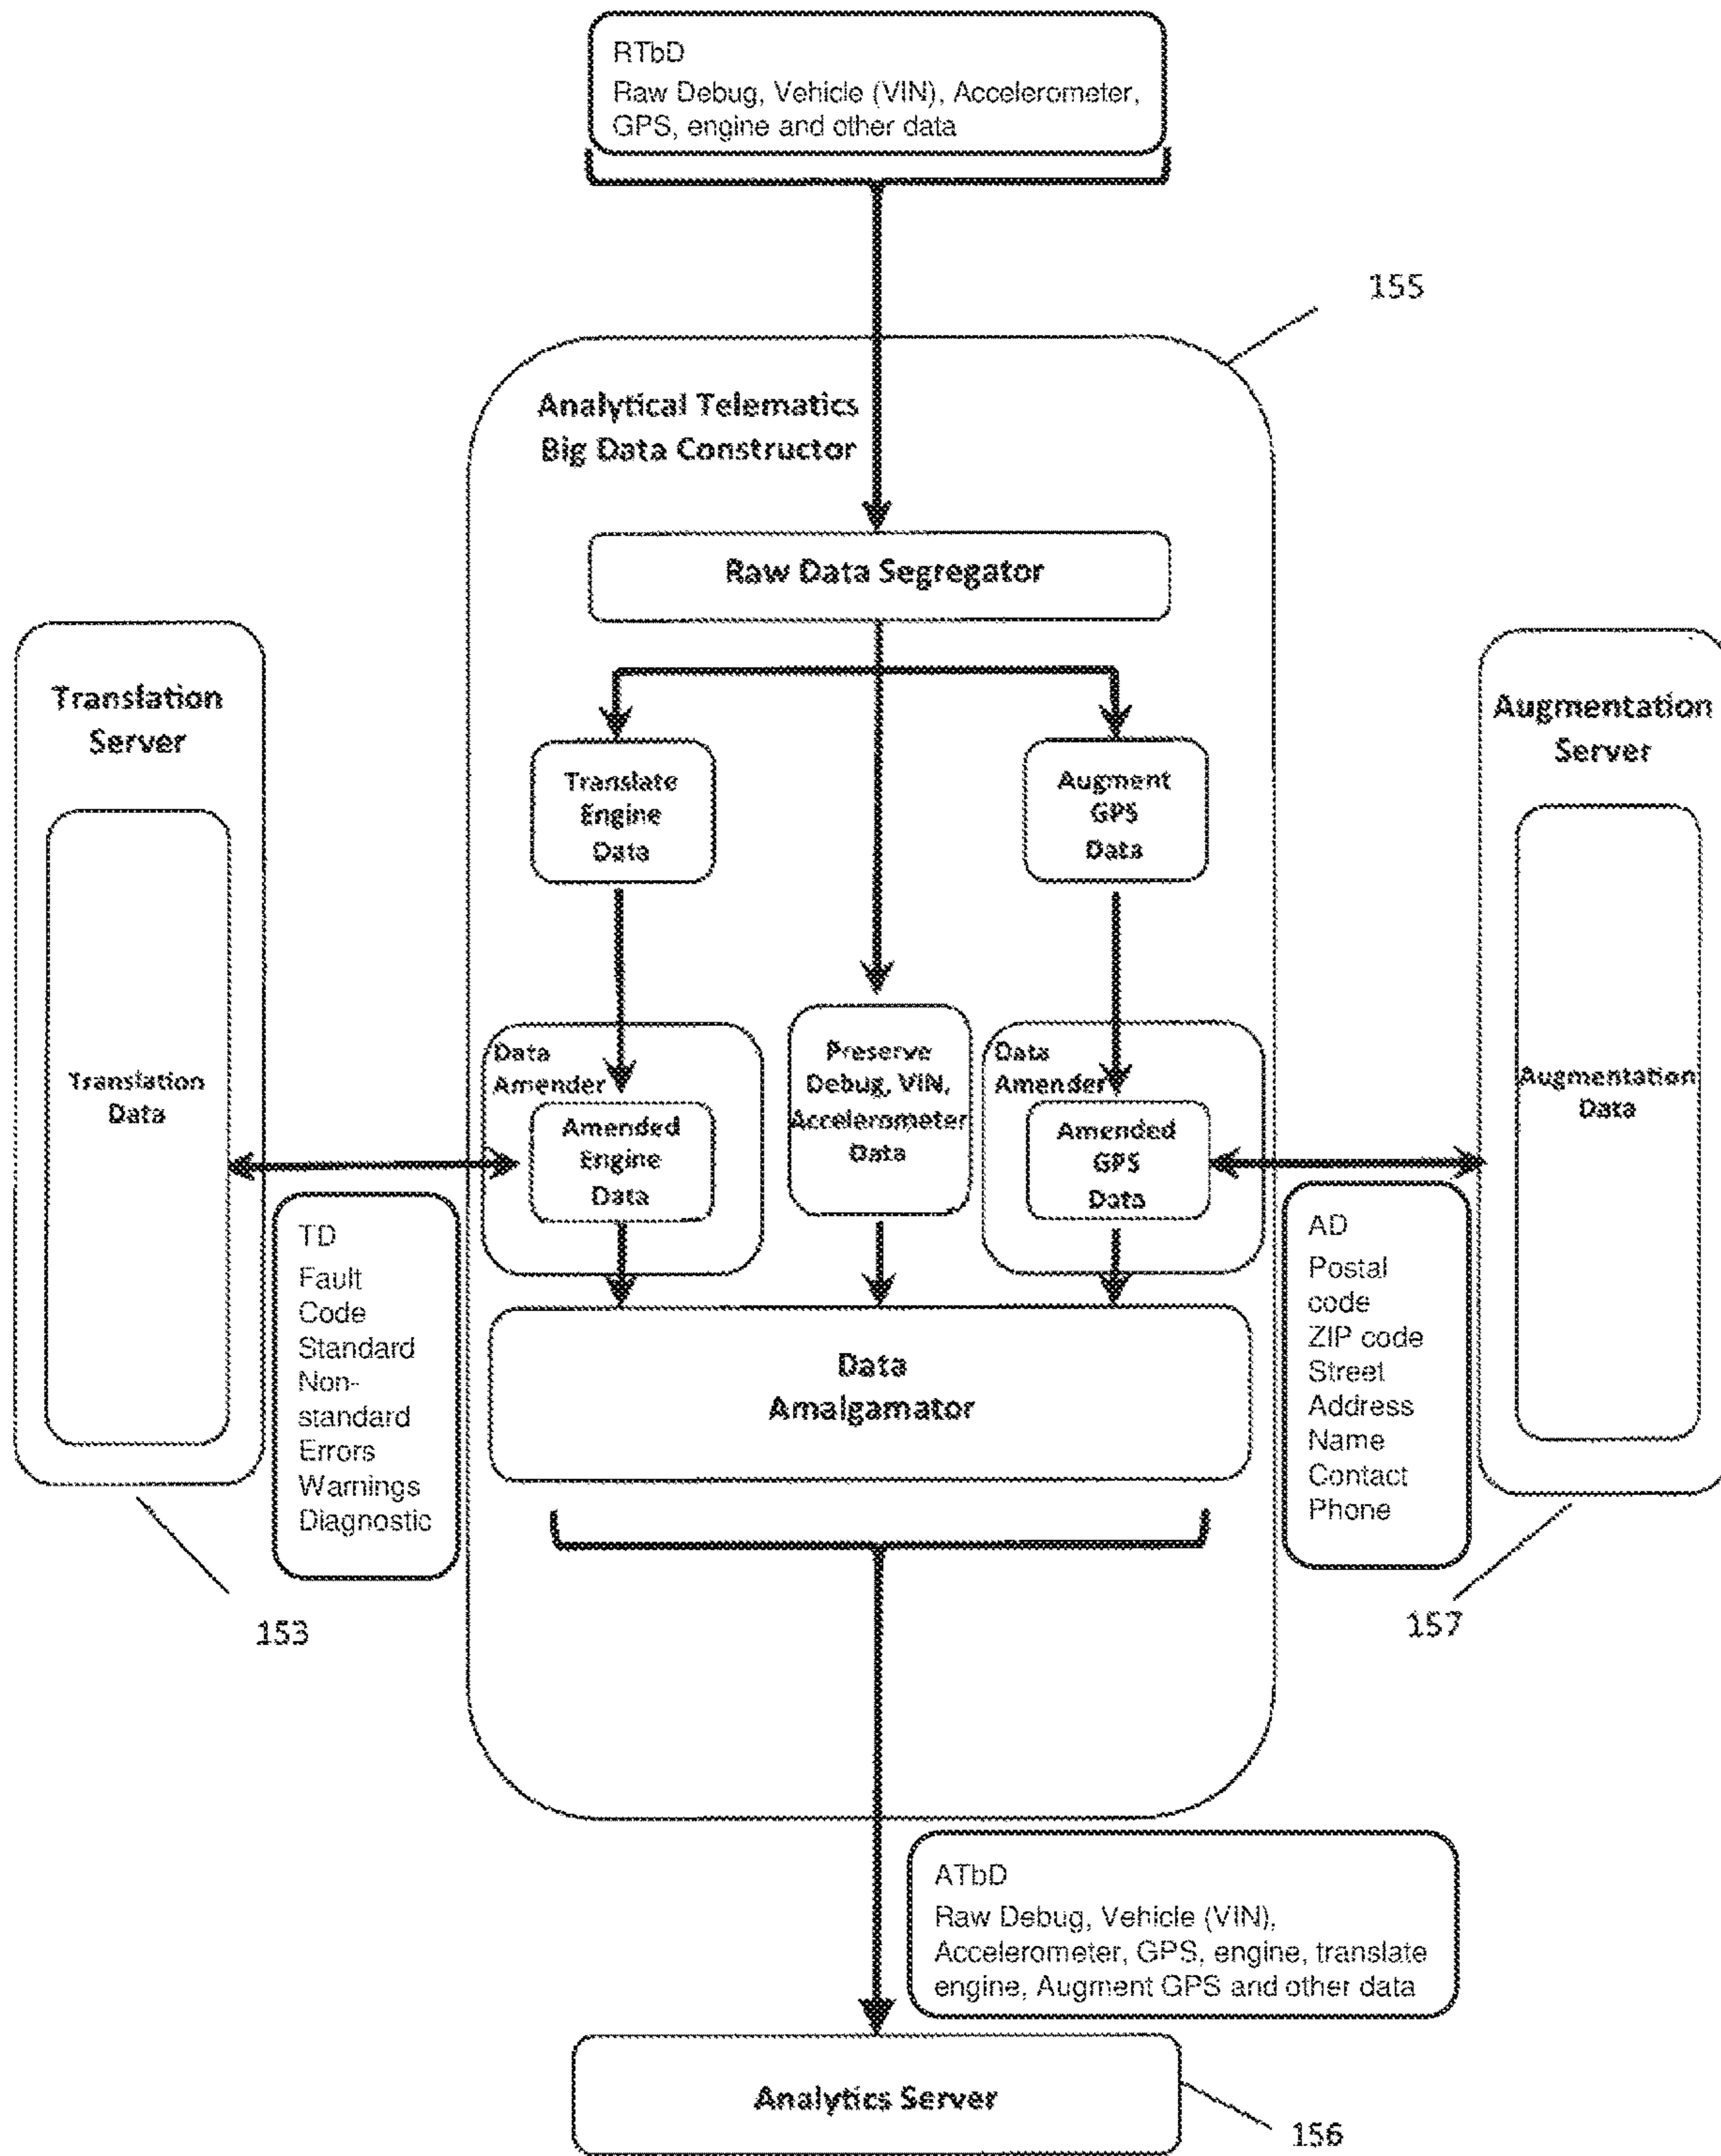 RTbD
Raw Debug, Vehicle (VIN), Accelerometer,
GPS, engine and other data
155
Analytical Telematics
Big Data Constructor
Raw Data Segregator
Translation
Server
Augmentation
Server
Translate
Engine
Data
Augment
GPS
Data
Translation
Data
Data
Amender
Amended
Engine
Data
Preserve
Debug, VIN,
Accelerometer
Data
Data
Amender
Amended
GPS
Data
Augmentation
Data
TD
Fault
Code
Standard
Non-
standard
Errors
Warnings
Diagnostic
AD
Postal
code
ZIP code
Street
Address
Name
Contact
Phone
Data
Amalgamator
153
157
ATbD
Raw Debug, Vehicle (VIN),
Accelerometer, GPS, engine, translate
engine, Augment GPS and other data
Analytics Server
156